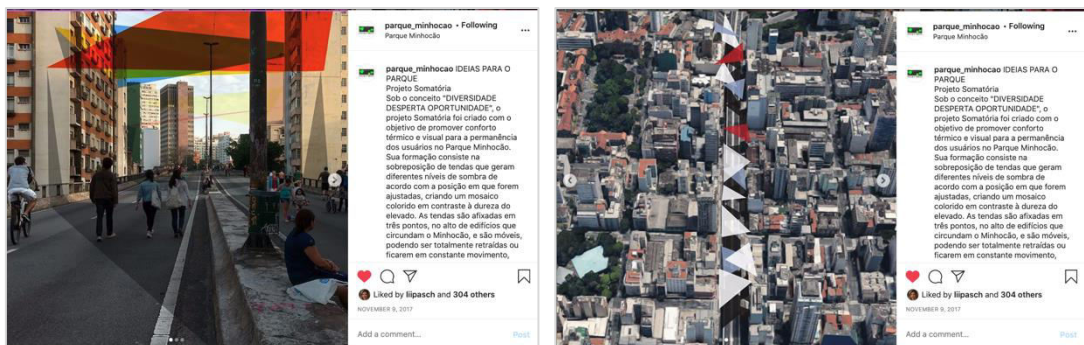 parque_minhocao • Following
Parque Minhocão
parque_minhocao IDEIAS PARA O
PARQUE
Projeto Somatória
Sob o conceito "DIVERSIDADE
DESPERTA OPORTUNIDADE", o
projeto Somatória foi criado com o
objetivo de promover conforto
térmico e visual para a permanência
dos usuários no Parque Minhocão.
Sua formação consiste na
sobreposição de tendas que geram
diferentes níveis de sombra de
acordo com a posição em que forem
ajustadas, criando um mosaico
colorido em contraste à dureza do
elevado. As tendas são afixadas em
três pontos, no alto de edifícios que
circundam o Minhocão, e são móveis,
podendo ser totalmente retraídas ou
ficarem em constante movimento,
Liked by liipasch and 304 others
NOVEMBER 9, 2017
Add a comment...
Post
parque_minhocao • Following
Parque Minhocão
parque_minhocao IDEIAS PARA O
PARQUE
Projeto Somatória
Sob o conceito "DIVERSIDADE
DESPERTA OPORTUNIDADE", o
projeto Somatória foi criado com o
objetivo de promover conforto
térmico e visual para a permanência
dos usuários no Parque Minhocão.
Sua formação consiste na
sobreposição de tendas que geram
diferentes níveis de sombra de
acordo com a posição em que forem
ajustadas, criando um mosaico
colorido em contraste à dureza do
elevado. As tendas são afixadas em
três pontos, no alto de edifícios que
circundam o Minhocão, e são móveis,
podendo ser totalmente retraídas ou
ficarem em constante movimento,
Liked by liipasch and 304 others
NOVEMBER 9, 2017
Add a comment...
Post